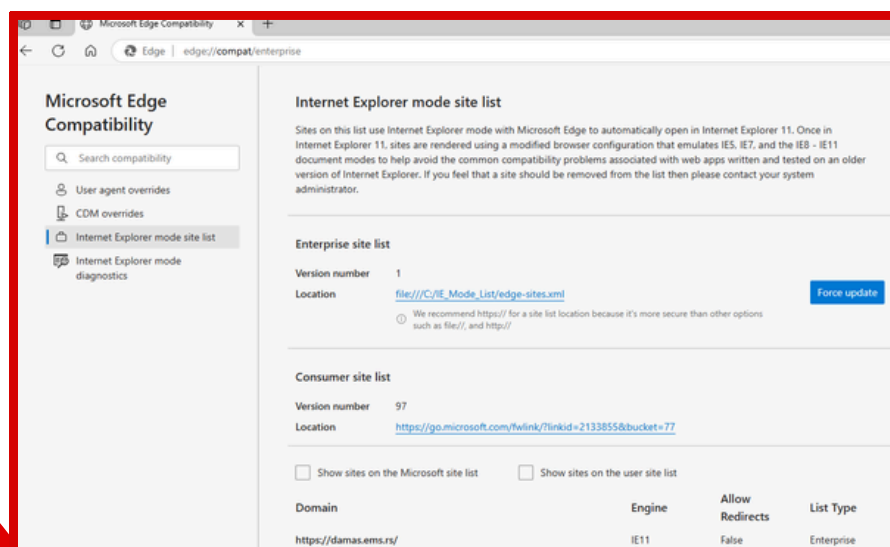 Microsoft Edge Compatibility
Edge | edge://compat/enterprise
Microsoft Edge
Compatibility
Search compatibility
User agent overrides
CDM overrides
Internet Explorer mode site list
Internet Explorer mode
diagnostics
Internet Explorer mode site list
Sites on this list use Internet Explorer mode with Microsoft Edge to automatically open in Internet Explorer 11. Once in
Internet Explorer 11, sites are rendered using a modified browser configuration that emulates IE5, IE7, and the IE8 - IE11
document modes to help avoid the common compatibility problems associated with web apps written and tested on an older
version of Internet Explorer. If you feel that a site should be removed from the list then please contact your system
administrator.
Enterprise site list
Version number 1
Location file:///C:/IE_Mode_List/edge-sites.xml
Force update
We recommend https:// for a site list location because it's more secure than other options
such as file://, and http://
Consumer site list
Version number 97
Location https://go.microsoft.com/fwlink/?linkid=2133855&bucket=77
Show sites on the Microsoft site list Show sites on the user site list
Domain Engine Allow Redirects List Type
https://damas.ems.rs/ IE11 False Enterprise